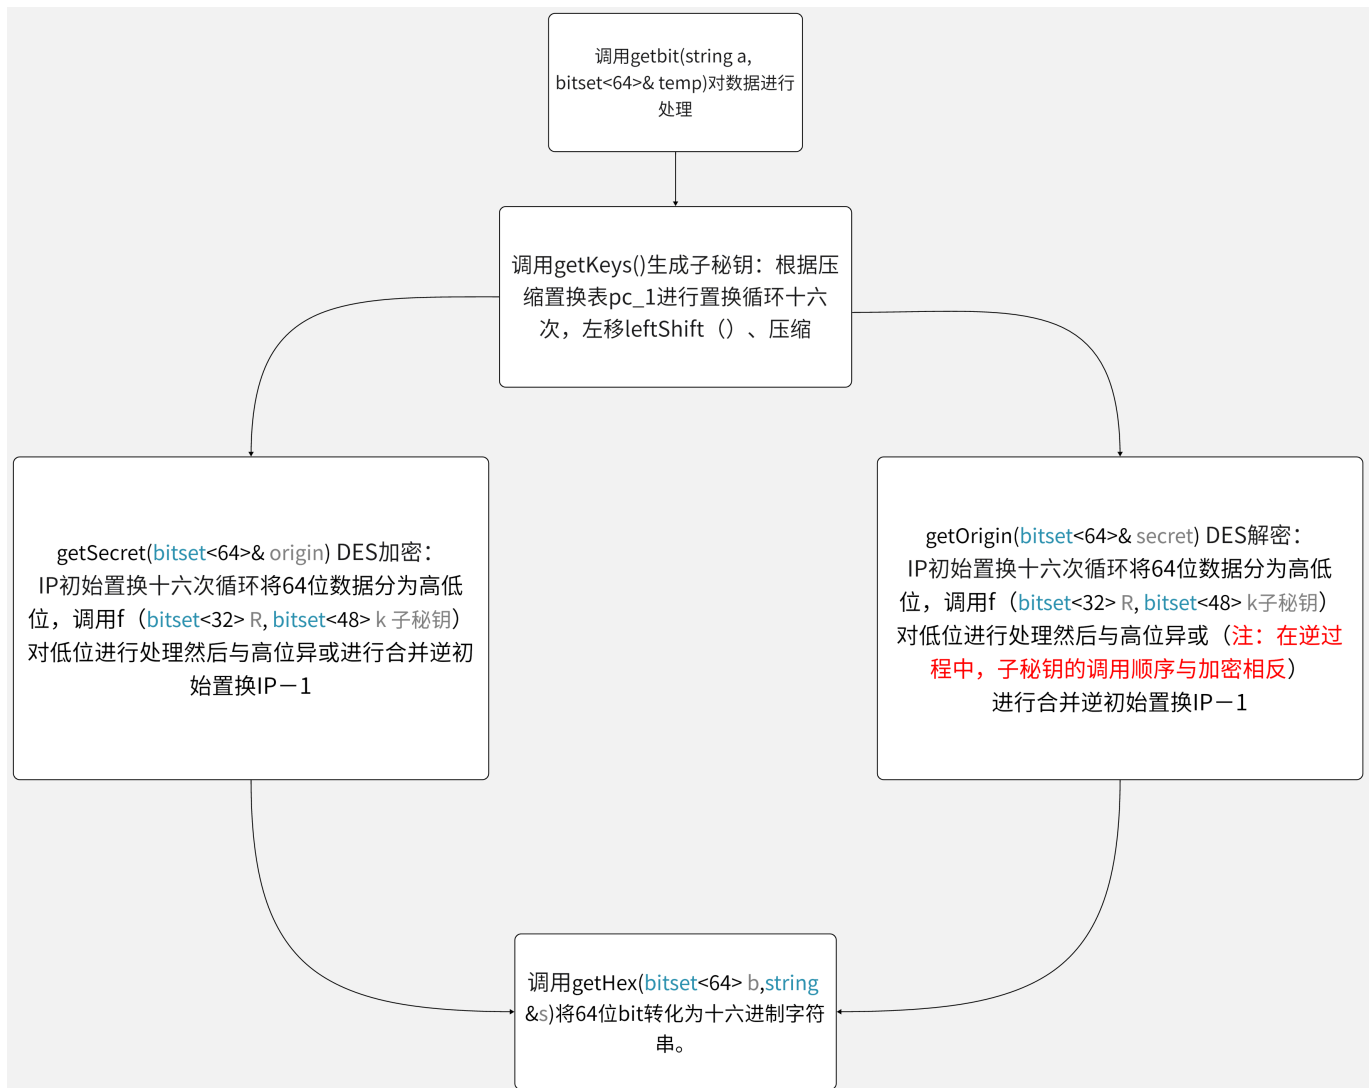 调用getbit(string a,
bitset<64>& temp)对数据进行
处理
调用getKeys()生成子秘钥：根据压
缩置换表pc_1进行置换循环十六
次，左移leftShift（）、压缩
getSecret(bitset<64>& origin) DES加密：
IP初始置换十六次循环将64位数据分为高低
位，调用f（bitset<32> R, bitset<48> k 子秘钥）
对低位进行处理然后与高位异或进行合并逆初
始置换IP－1
getOrigin(bitset<64>& secret) DES解密：
IP初始置换十六次循环将64位数据分为高低
位，调用f（bitset<32> R, bitset<48> k子秘钥）
对低位进行处理然后与高位异或（注：在逆过
程中，子秘钥的调用顺序与加密相反）
进行合并逆初始置换IP－1
调用getHex(bitset<64> b,string
&s)将64位bit转化为十六进制字符
串。